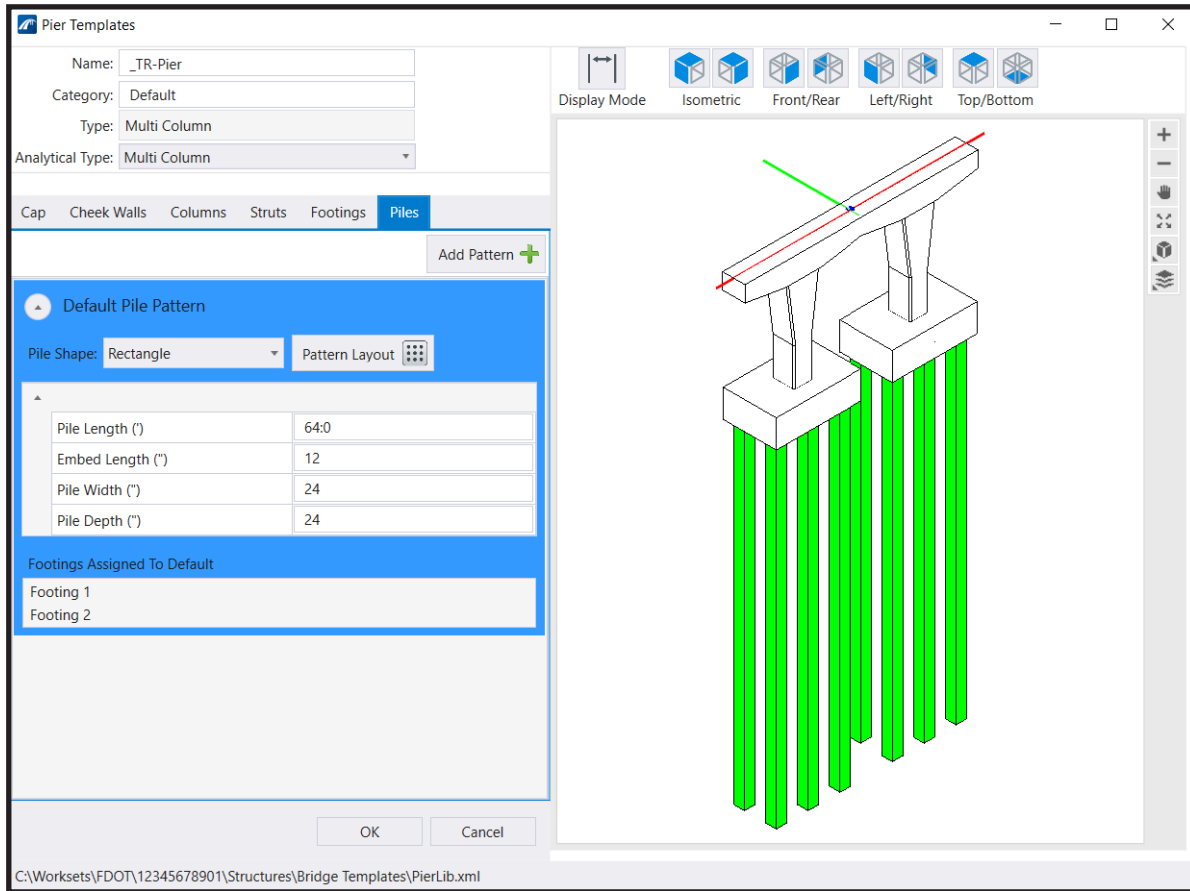 Pier Templates
Name: _TR-Pier
Category: Default
Type: Multi Column
Analytical Type: Multi Column
Display Mode Isometric Front/Rear Left/Right Top/Bottom
Cap Cheek Walls Columns Struts Footings Piles
Add Pattern
Default Pile Pattern
Pile Shape: Rectangle Pattern Layout
Pile Length (') 64:0
Embed Length (") 12
Pile Width (") 24
Pile Depth (") 24
Footings Assigned To Default
Footing 1
Footing 2
OK Cancel
C:\Worksets\FDOT\12345678901\Structures\Bridge Templates\PierLib.xml